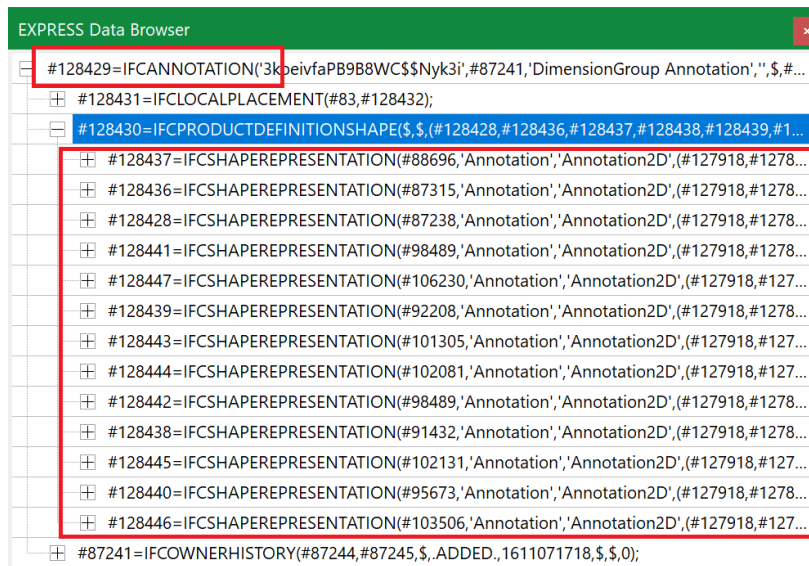 EXPRESS Data Browser
#128429=IFCANNOTATION('3kpeivfaPB9B8WC$$Nyk3i',#87241,'DimensionGroup Annotation','',$,#...
#128431=IFCLOCALPLACEMENT(#83,#128432);
#128430=IFCPRODUCTDEFINITIONSHAPE($,$,(#128428,#128436,#128437,#128438,#128439,#1...
#128437=IFCSHAPEREPRESENTATION(#88696,'Annotation','Annotation2D',(#127918,#1278...
#128436=IFCSHAPEREPRESENTATION(#87315,'Annotation','Annotation2D',(#127918,#1278...
#128428=IFCSHAPEREPRESENTATION(#87238,'Annotation','Annotation2D',(#127918,#1278...
#128441=IFCSHAPEREPRESENTATION(#98489,'Annotation','Annotation2D',(#127918,#1278...
#128447=IFCSHAPEREPRESENTATION(#106230,'Annotation','Annotation2D',(#127918,#127...
#128439=IFCSHAPEREPRESENTATION(#92208,'Annotation','Annotation2D',(#127918,#1278...
#128443=IFCSHAPEREPRESENTATION(#101305,'Annotation','Annotation2D',(#127918,#127...
#128444=IFCSHAPEREPRESENTATION(#102081,'Annotation','Annotation2D',(#127918,#127...
#128442=IFCSHAPEREPRESENTATION(#98489,'Annotation','Annotation2D',(#127918,#1278...
#128438=IFCSHAPEREPRESENTATION(#91432,'Annotation','Annotation2D',(#127918,#1278...
#128445=IFCSHAPEREPRESENTATION(#102131,'Annotation','Annotation2D',(#127918,#127...
#128440=IFCSHAPEREPRESENTATION(#95673,'Annotation','Annotation2D',(#127918,#1278...
#128446=IFCSHAPEREPRESENTATION(#103506,'Annotation','Annotation2D',(#127918,#127...
#87241=IFCOWNERHISTORY(#87244,#87245,$,.ADDED.,1611071718,$,$,0);